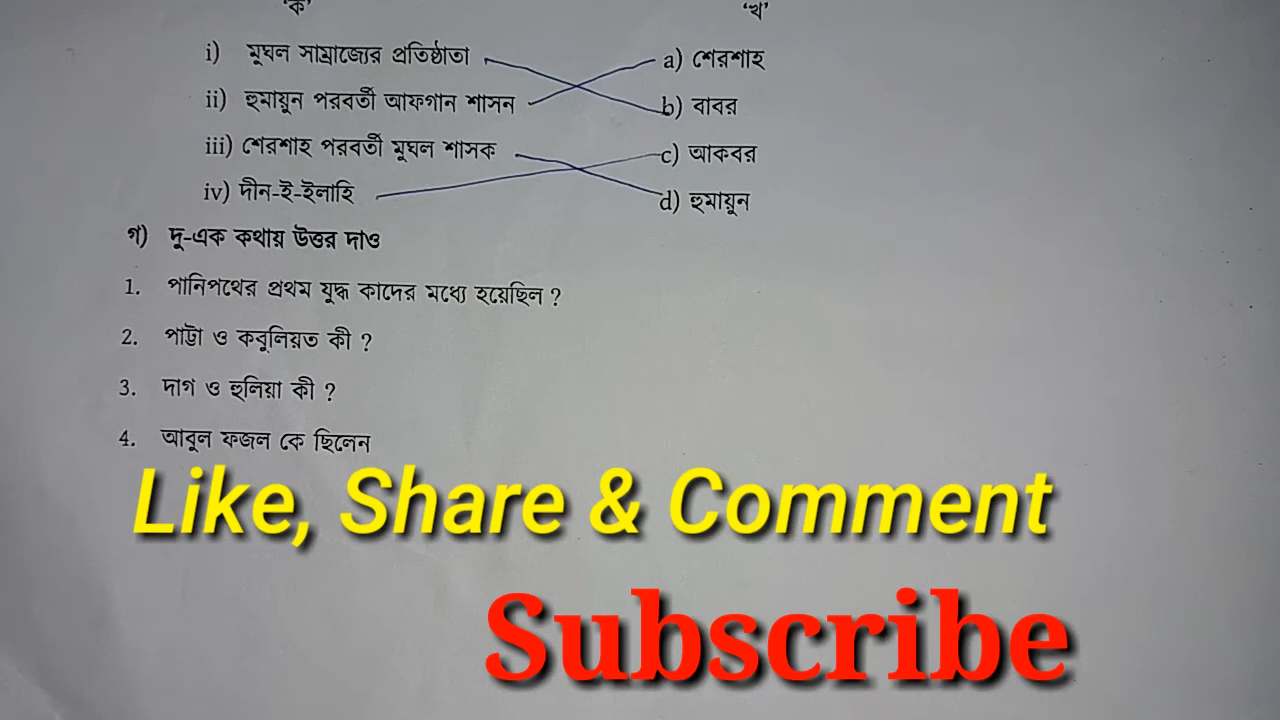 ‘ক’ ‘খ’
i) মুঘল সাম্রাজ্যের প্রতিষ্ঠাতা a) শেরশাহ
ii) হুমায়ুন পরবর্তী আফগান শাসন b) বাবর
iii) শেরশাহ পরবর্তী মুঘল শাসক c) আকবর
iv) দীন-ই-ইলাহি d) হুমায়ুন
গ) দু-এক কথায় উত্তর দাও
1. পানিপথের প্রথম যুদ্ধ কাদের মধ্যে হয়েছিল ?
2. পাট্টা ও কবুলিয়ত কী ?
3. দাগ ও হুলিয়া কী ?
4. আবুল ফজল কে ছিলেন
Like, Share & Comment
Subscribe